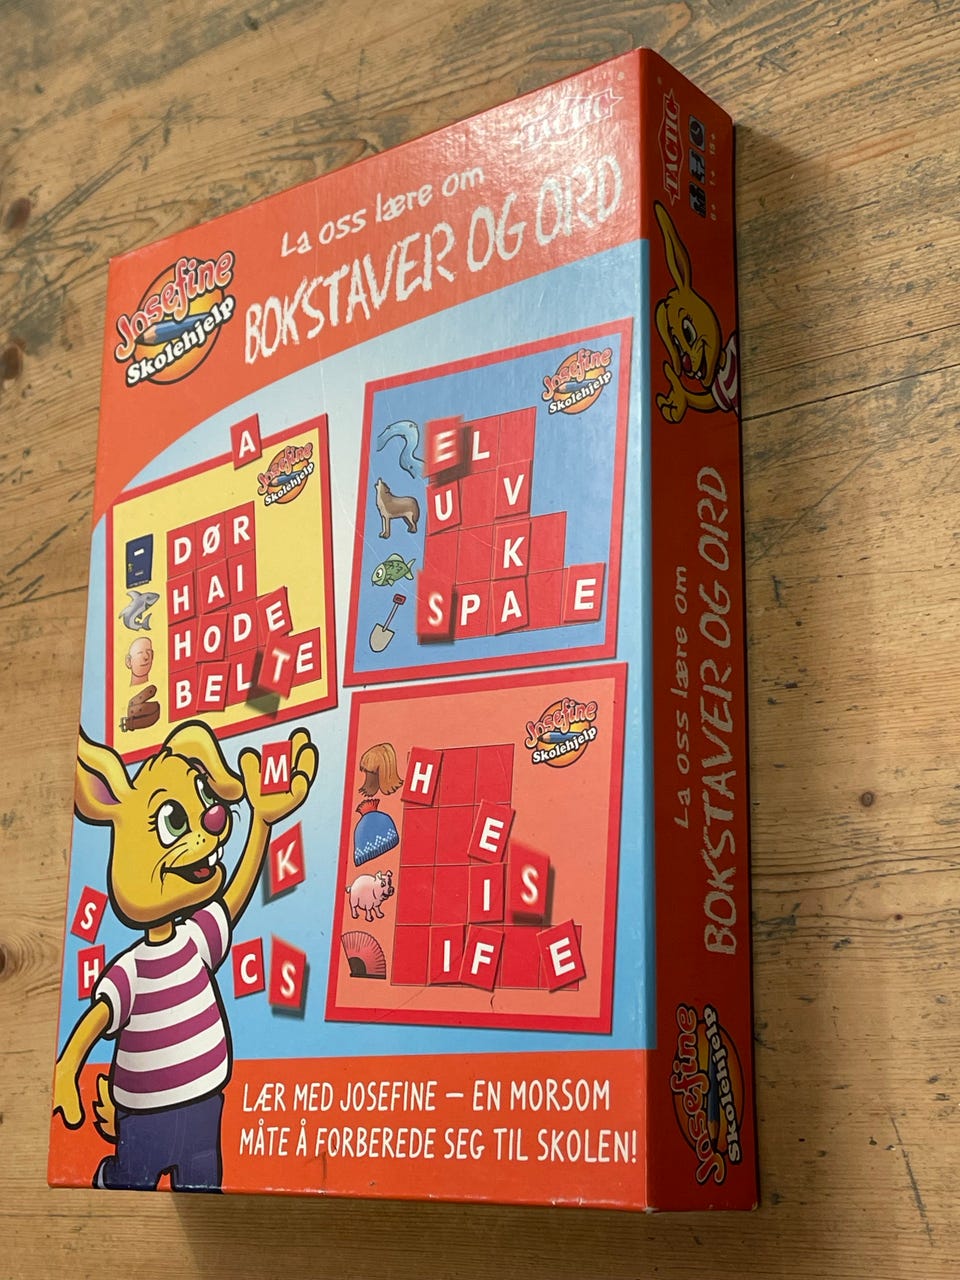 TACTIC
La oss lære om
BOKSTAVER OG ORD
Josefine
Skolehjelp
A
Josefine
Skolehjelp
DØR
HAI
HODE
BELTE
Josefine
Skolehjelp
EL
U V
K
SPA E
Josefine
Skolehjelp
H
E
I S
IF E
M
K
S
H
C S
LÆR MED JOSEFINE – EN MORSOM
MÅTE Å FORBEREDE SEG TIL SKOLEN!
TACTIC
La oss lære om
BOKSTAVER OG ORD
Josefine
Skolehjelp